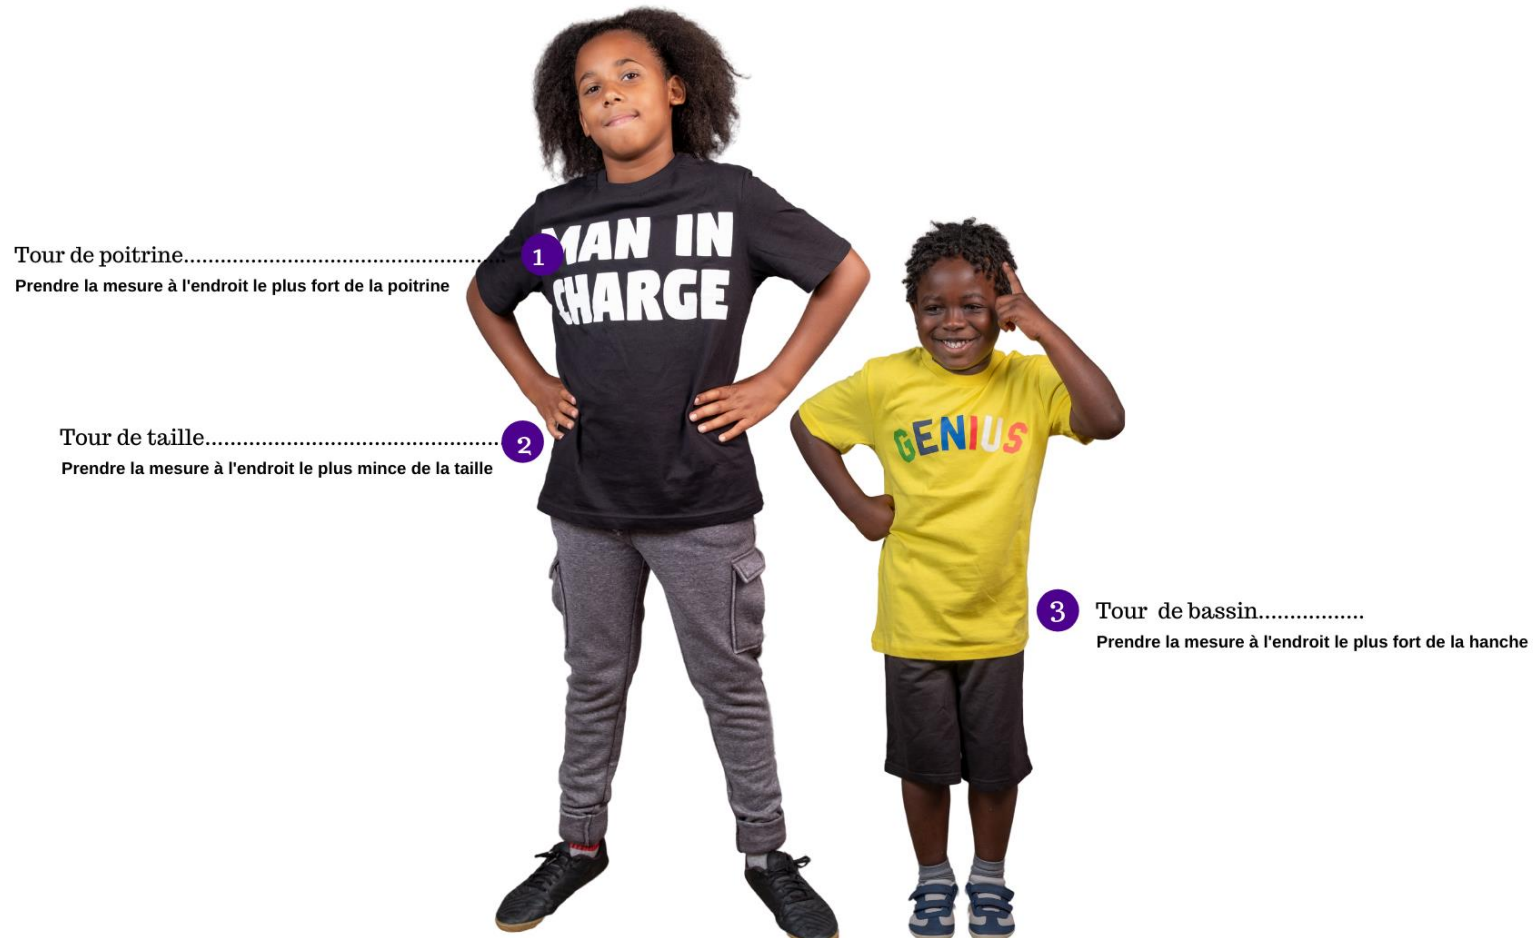 MAN IN
CHARGE
Tour de poitrine...................................................
1
Prendre la mesure à l'endroit le plus fort de la poitrine
GENIUS
Tour de taille..............................................
2
Prendre la mesure à l'endroit le plus mince de la taille
3
Tour de bassin.................
Prendre la mesure à l'endroit le plus fort de la hanche